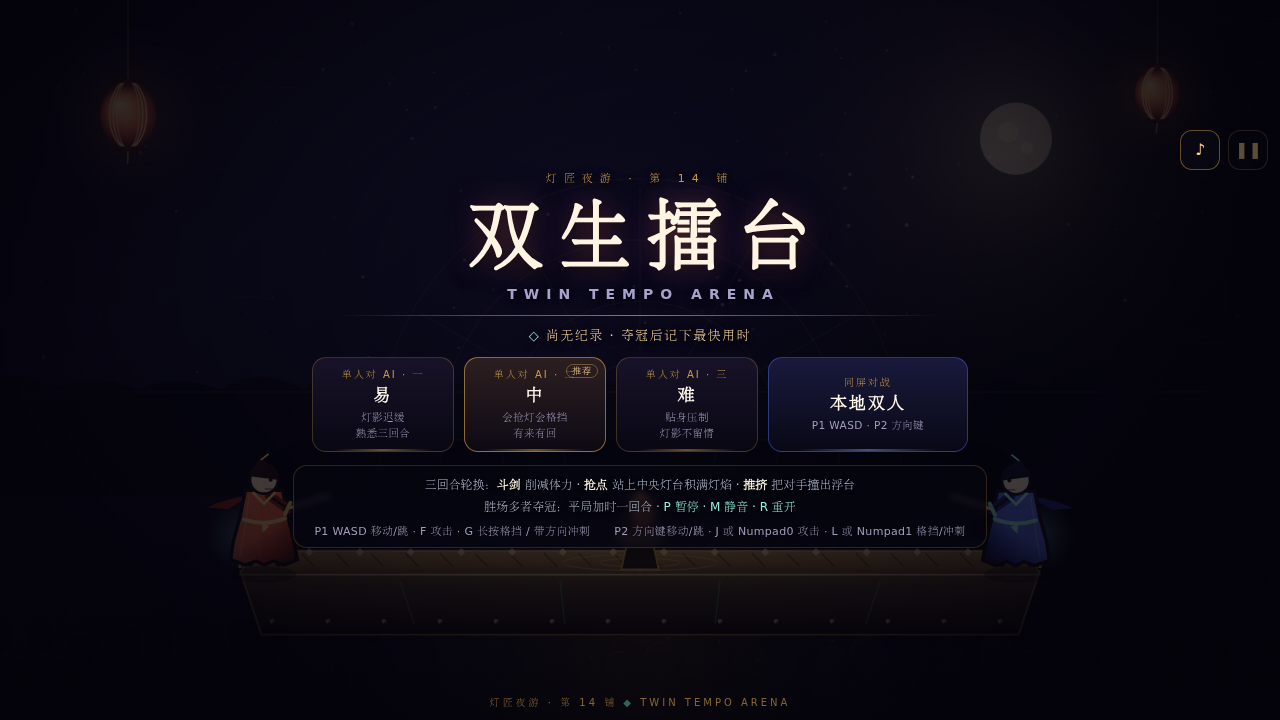 灯匠夜游 · 第 14 铺
双生擂台
TWIN TEMPO ARENA
◇ 尚无纪录 · 夺冠后记下最快用时
单人对 AI · 一
易
灯影迟缓
熟悉三回合
单人对 AI ·
推荐
中
会抢灯会格挡
有来有回
单人对 AI · 三
难
贴身压制
灯影不留情
同屏对战
本地双人
P1 WASD · P2 方向键
三回合轮换: 斗剑 削减体力 · 抢点 站上中央灯台积满灯焰 · 推挤 把对手撞出浮台
胜场多者夺冠; 平局加时一回合 · P 暂停 · M 静音 · R 重开
P1 WASD 移动/跳 · F 攻击 · G 长按格挡 / 带方向冲刺
P2 方向键移动/跳 · J 或 Numpad0 攻击 · L 或 Numpad1 格挡/冲刺
灯匠夜游 · 第 14 铺 ◆ TWIN TEMPO ARENA